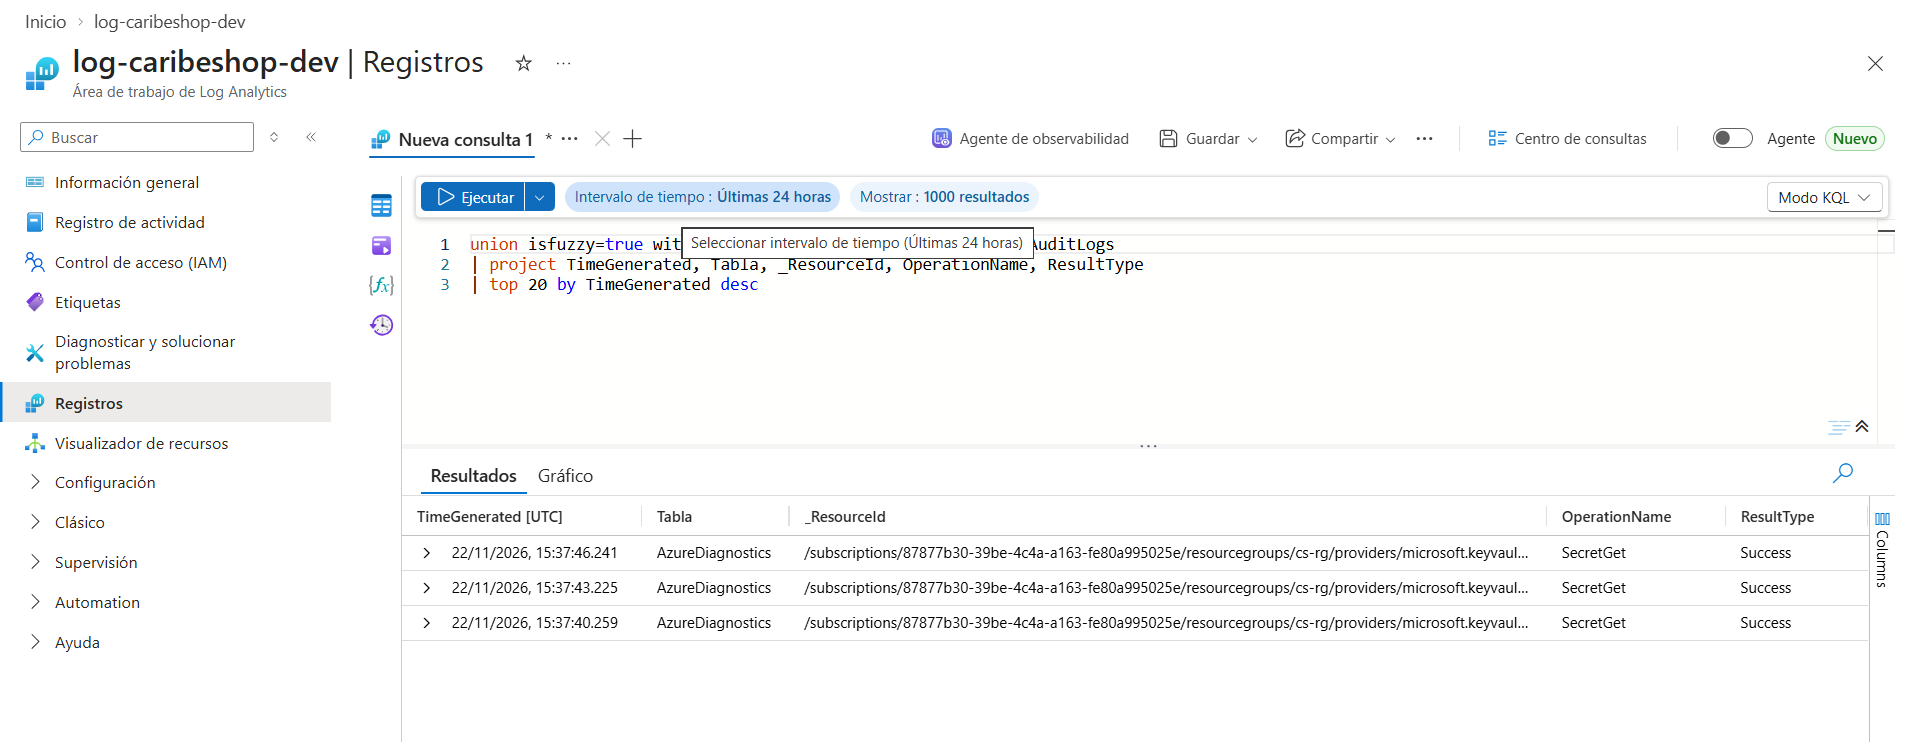 Inicio > log-caribeshop-dev
log-caribeshop-dev | Registros ☆ ...
Área de trabajo de Log Analytics
Buscar
Información general
Registro de actividad
Control de acceso (IAM)
Etiquetas
Diagnosticar y solucionar
problemas
Registros
Visualizador de recursos
Configuración
Clásico
Supervisión
Automation
Ayuda
Nueva consulta 1 * ...
Agente de observabilidad Guardar Compartir ... Centro de consultas Agente Nuevo
Ejecutar Intervalo de tiempo : Últimas 24 horas Mostrar : 1000 resultados Modo KQL
Seleccionar intervalo de tiempo (Últimas 24 horas)
1 union isfuzzy=true wit AuditLogs
2 | project TimeGenerated, Tabla, _ResourceId, OperationName, ResultType
3 | top 20 by TimeGenerated desc
Resultados Gráfico
TimeGenerated [UTC] Tabla _ResourceId OperationName ResultType
22/11/2026, 15:37:46.241 AzureDiagnostics /subscriptions/87877b30-39be-4c4a-a163-fe80a995025e/resourcegroups/cs-rg/providers/microsoft.keyvaul... SecretGet Success
22/11/2026, 15:37:43.225 AzureDiagnostics /subscriptions/87877b30-39be-4c4a-a163-fe80a995025e/resourcegroups/cs-rg/providers/microsoft.keyvaul... SecretGet Success
22/11/2026, 15:37:40.259 AzureDiagnostics /subscriptions/87877b30-39be-4c4a-a163-fe80a995025e/resourcegroups/cs-rg/providers/microsoft.keyvaul... SecretGet Success
Columns